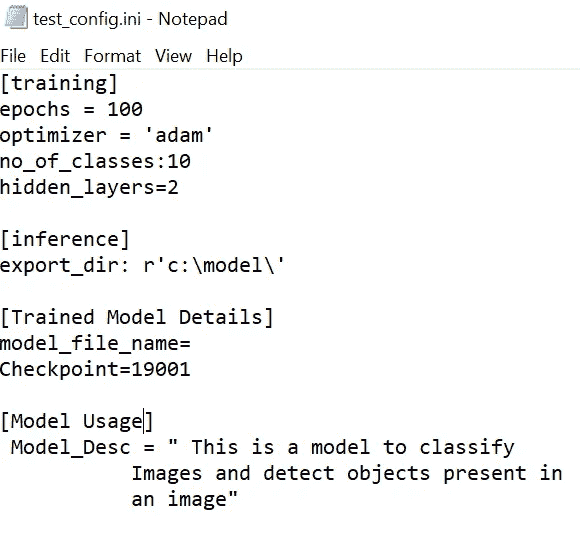 test_config.ini - Notepad
File Edit Format View Help
[training]
epochs = 100
optimizer = 'adam'
no_of_classes:10
hidden_layers=2
[inference]
export_dir: r'c:\model\'
[Trained Model Details]
model_file_name=
Checkpoint=19001
[Model Usage]
Model_Desc = " This is a model to classify
Images and detect objects present in
an image"